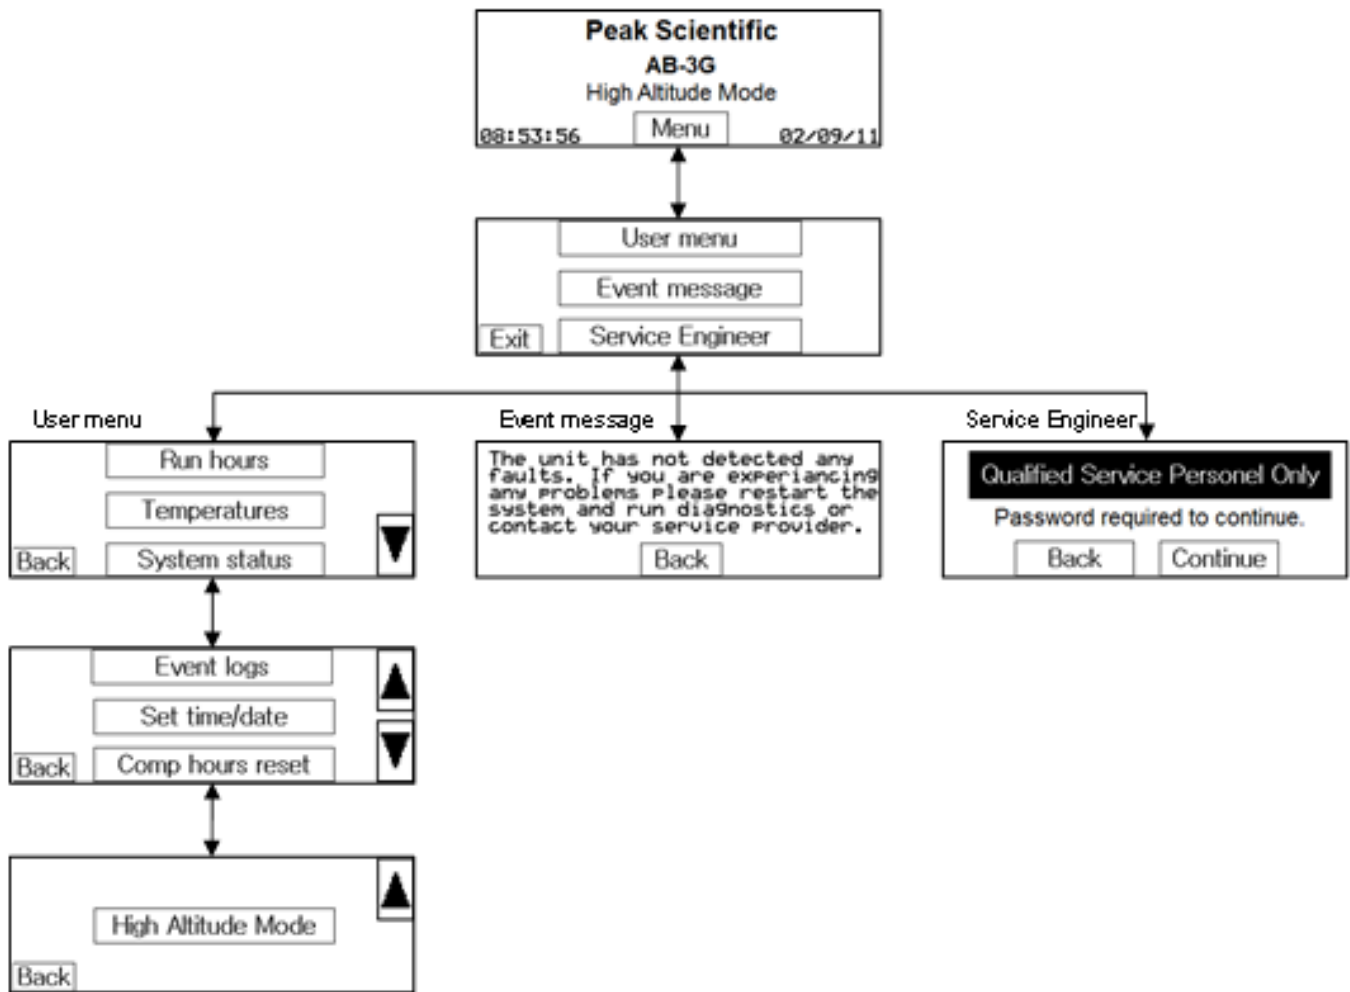 Peak Scientific
AB-3G
High Altitude Mode
08:53:56 Menu 02/09/11
User menu
Event message
Exit Service Engineer
User menu
Run hours
Temperatures
Back System status
Event message
The unit has not detected any
faults. If you are experiancing
any problems please restart the
system and run diagnostics or
contact your service provider.
Back
Service Engineer
Qualified Service Personel Only
Password required to continue.
Back Continue
Event logs
Set time/date
Back Comp hours reset
High Altitude Mode
Back